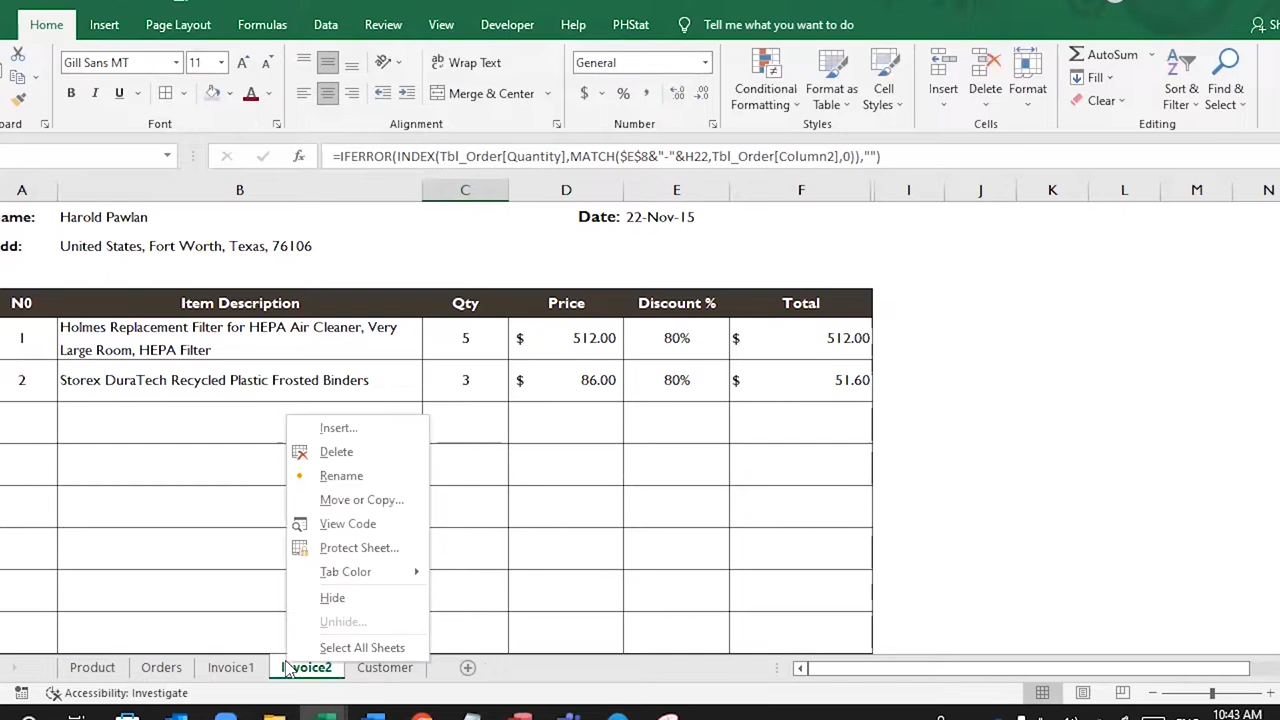 Home Insert Page Layout Formulas Data Review View Developer Help PHStat Tell me what you want to do
Gill Sans MT 11 Wrap Text General AutoSum
Fill
B I U A Merge & Center $ % Conditional Formatting Format as Table Cell Styles Insert Delete Format Clear Sort & Filter Find & Select
Font Alignment Number Styles Cells Editing
fx =IFERROR(INDEX(Tbl_Order[Quantity],MATCH($E$8&"-"&H22,Tbl_Order[Column2],0)),"")
A B C D E F I J K L M N
ame: Harold Pawlan Date: 22-Nov-15
dd: United States, Fort Worth, Texas, 76106
N0 Item Description Qty Price Discount % Total
1 Holmes Replacement Filter for HEPA Air Cleaner, Very Large Room, HEPA Filter 5 $ 512.00 80% $ 512.00
2 Storex DuraTech Recycled Plastic Frosted Binders 3 $ 86.00 80% $ 51.60
Insert...
Delete
Rename
Move or Copy...
View Code
Protect Sheet...
Tab Color
Hide
Unhide...
Select All Sheets
Product Orders Invoice1 Invoice2 Customer
Accessibility: Investigate
10:43 AM